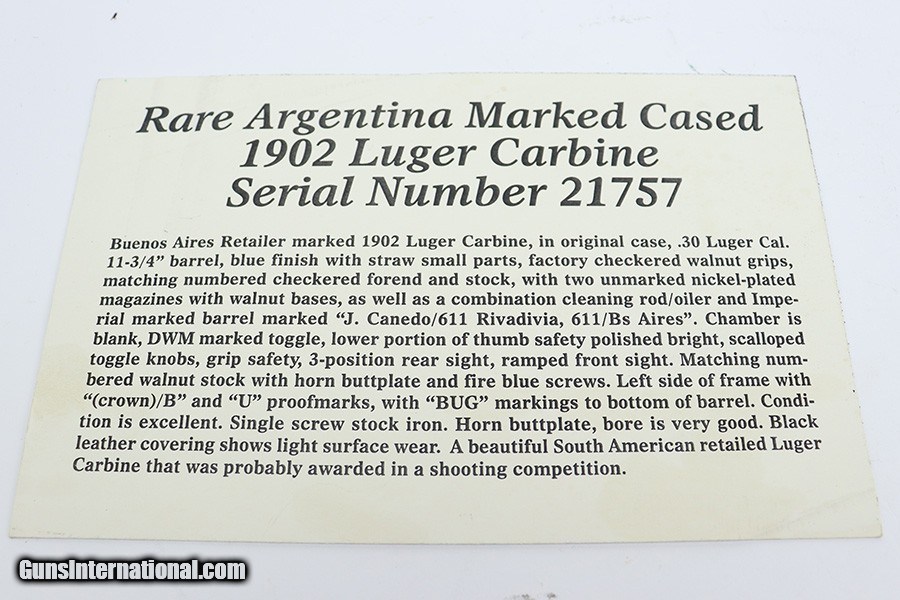 Rare Argentina Marked Cased
1902 Luger Carbine
Serial Number 21757
Buenos Aires Retailer marked 1902 Luger Carbine, in original case, .30 Luger Cal.
11-3/4” barrel, blue finish with straw small parts, factory checkered walnut grips,
matching numbered checkered forend and stock, with two unmarked nickel-plated
magazines with walnut bases, as well as a combination cleaning rod/oiler and Impe-
rial marked barrel marked “J. Canedo/611 Rivadivia, 611/Bs Aires”. Chamber is
blank, DWM marked toggle, lower portion of thumb safety polished bright, scalloped
toggle knobs, grip safety, 3-position rear sight, ramped front sight. Matching num-
bered walnut stock with horn buttplate and fire blue screws. Left side of frame with
“(crown)/B” and “U” proofmarks, with “BUG” markings to bottom of barrel. Condi-
tion is excellent. Single screw stock iron. Horn buttplate, bore is very good. Black
leather covering shows light surface wear. A beautiful South American retailed Luger
Carbine that was probably awarded in a shooting competition.
GunsInternational.com